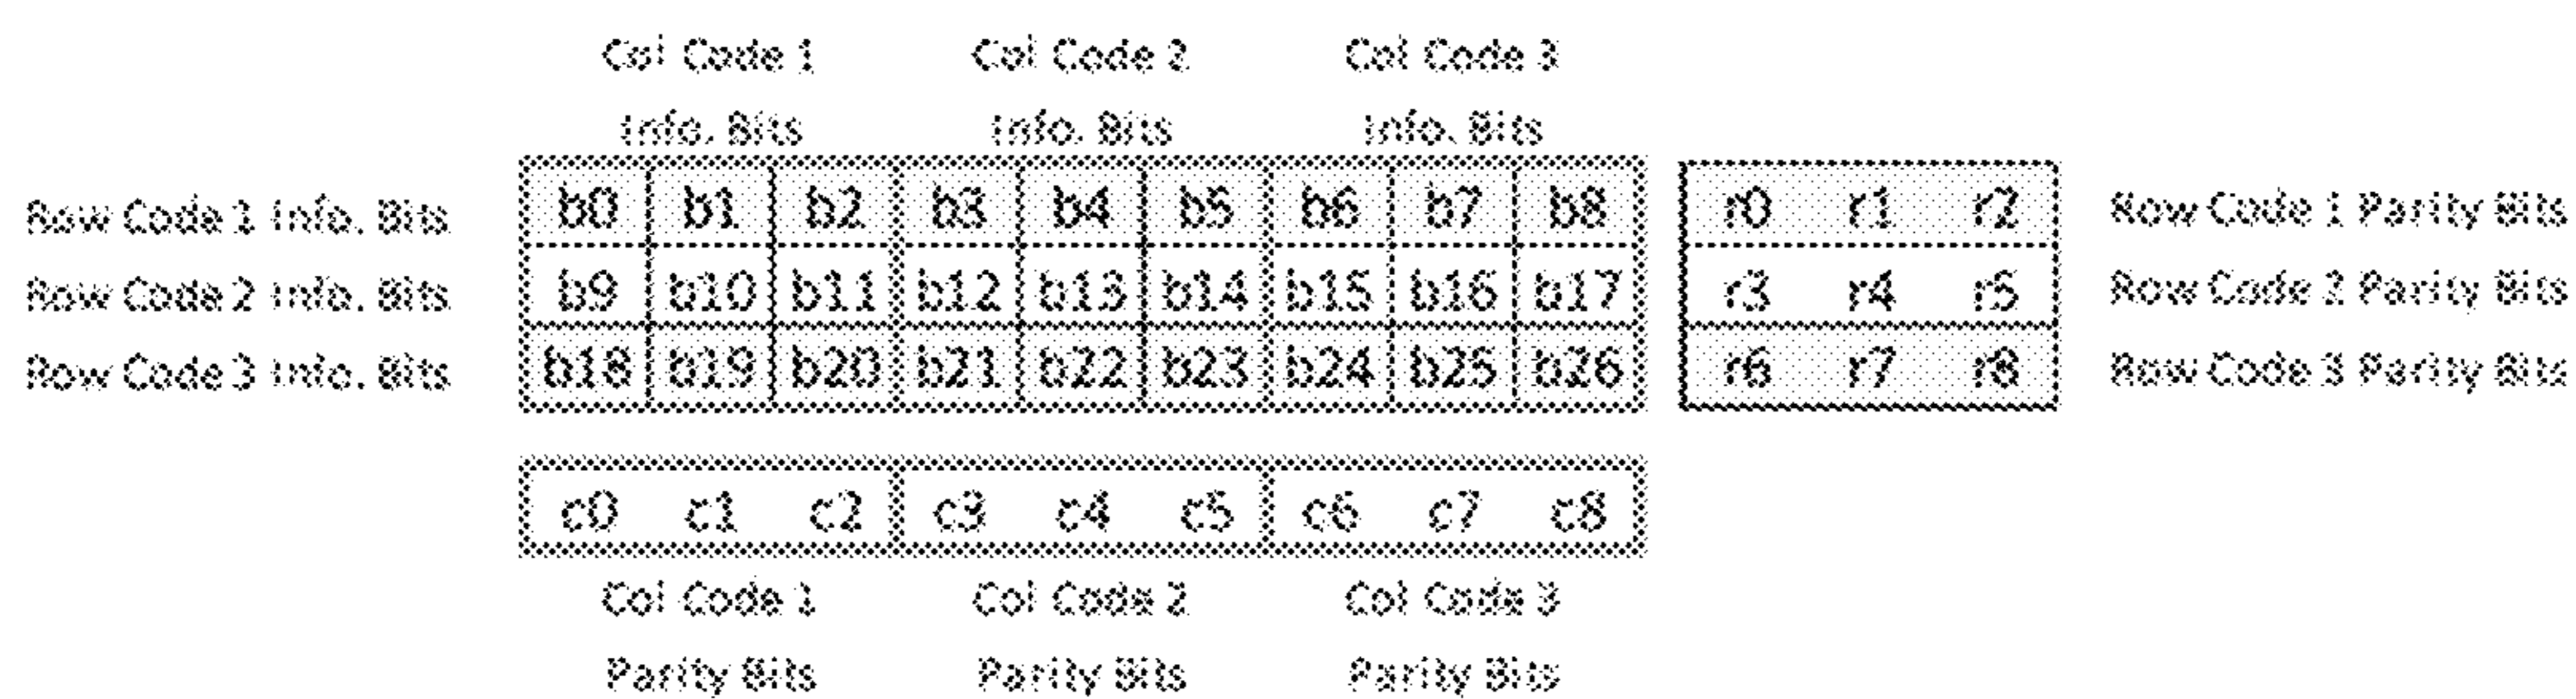 Col Code 1 Col Code 2 Col Code 3
Info. Bits Info. Bits Info. Bits
Row Code 1 Info. Bits b0 b1 b2 b3 b4 b5 b6 b7 b8 r0 r1 r2 Row Code 1 Parity Bits
Row Code 2 Info. Bits b9 b10 b11 b12 b13 b14 b15 b16 b17 r3 r4 r5 Row Code 2 Parity Bits
Row Code 3 Info. Bits b18 b19 b20 b21 b22 b23 b24 b25 b26 r6 r7 r8 Row Code 3 Parity Bits
c0 c1 c2 c3 c4 c5 c6 c7 c8
Col Code 1 Col Code 2 Col Code 3
Parity Bits Parity Bits Parity Bits